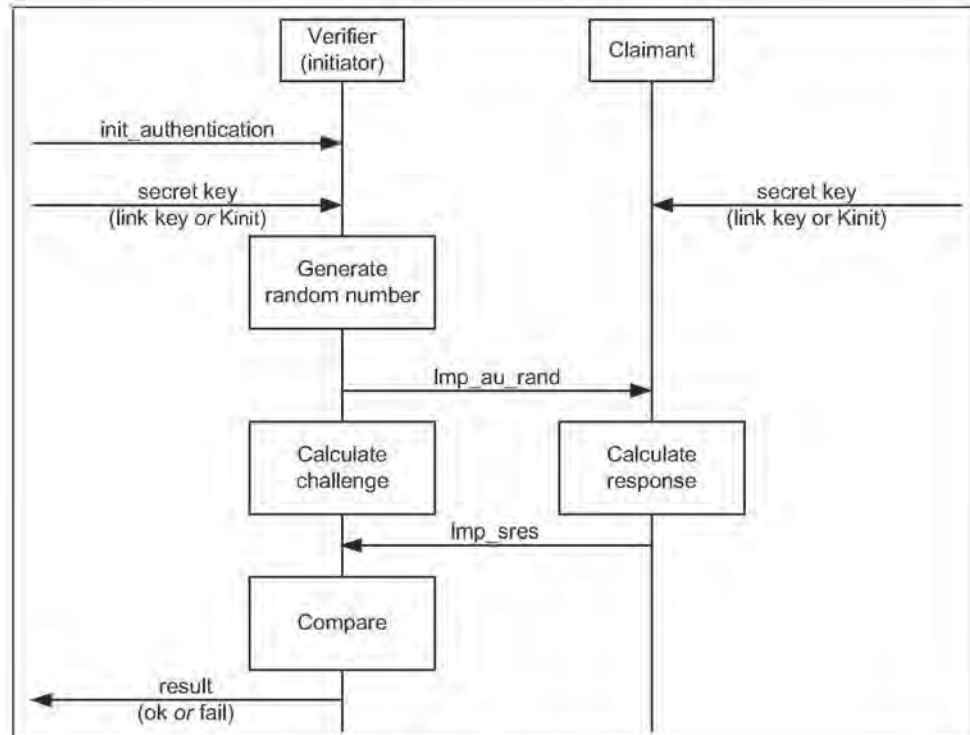 Verifier
(initiator)
Claimant
init_authentication
secret key
(link key or Kinit)
secret key
(link key or Kinit)
Generate
random number
lmp_au_rand
Calculate
challenge
Calculate
response
lmp_sres
Compare
result
(ok or fail)